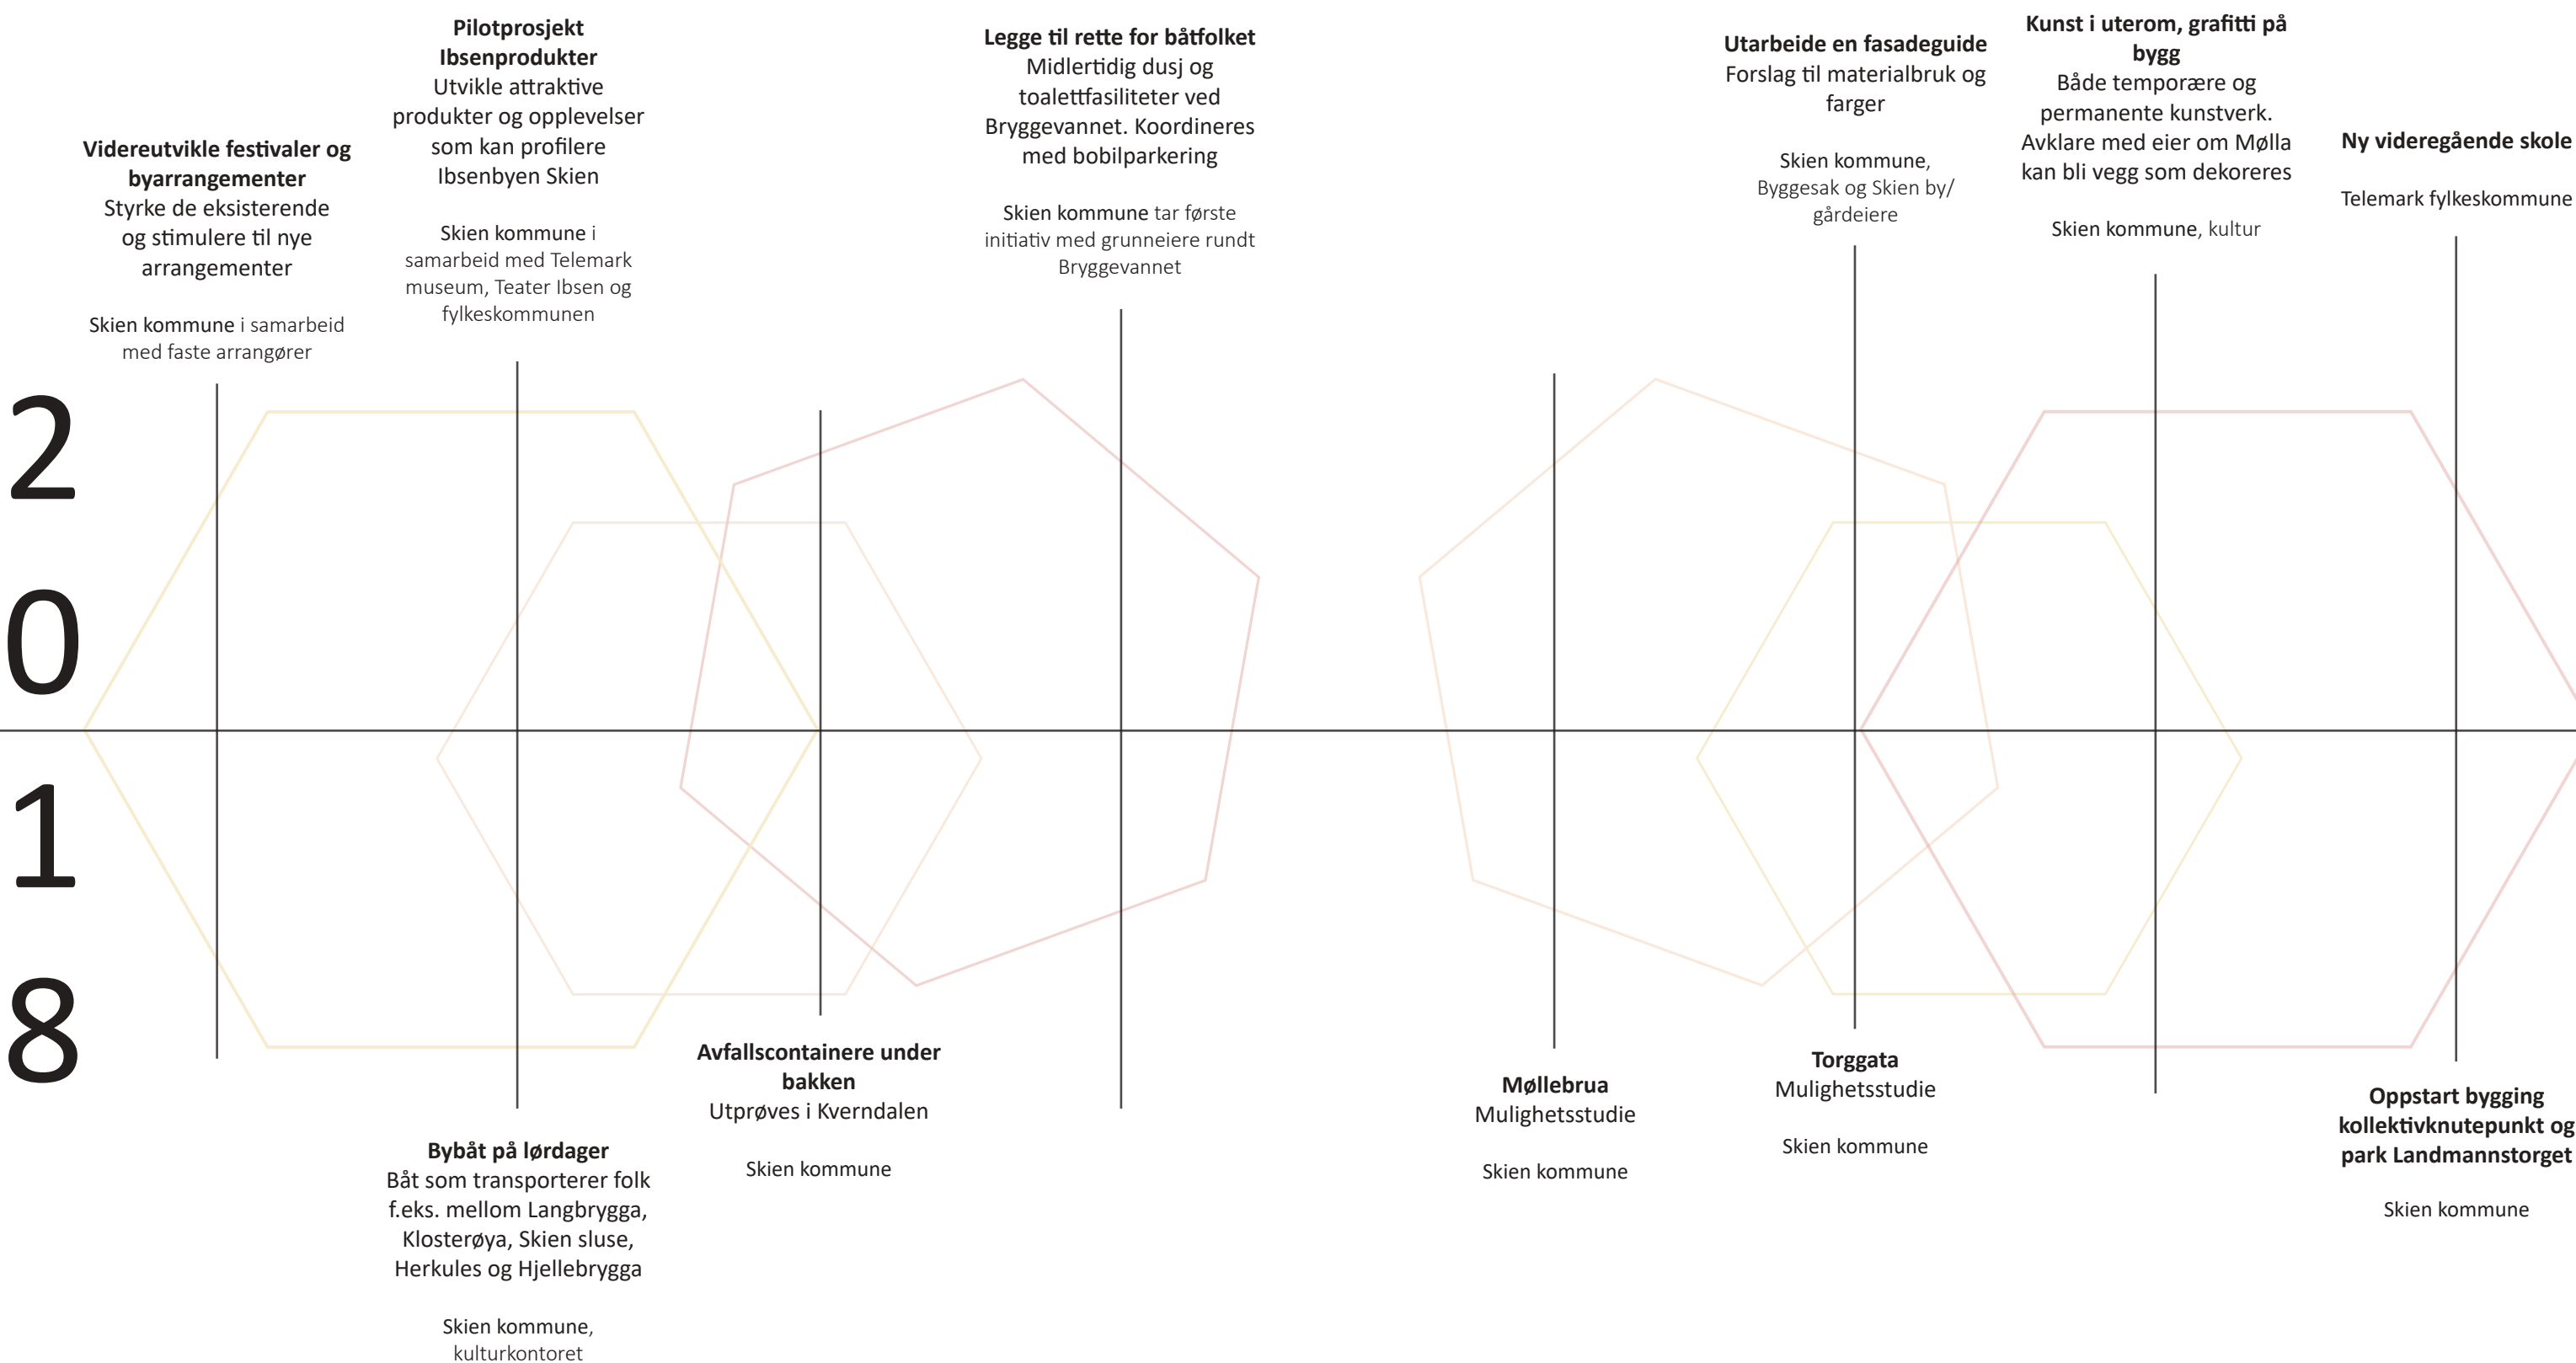 Videreutvikle festivaler og
byarrangementer
Styrke de eksisterende
og stimulere til nye
arrangementer
Skien kommune i samarbeid
med faste arrangører
Pilotprosjekt
Ibsenprodukter
Utvikle attraktive
produkter og opplevelser
som kan profilere
Ibsenbyen Skien
Skien kommune i
samarbeid med Telemark
museum, Teater Ibsen og
fylkeskommunen
Legge til rette for båtfolket
Midlertidig dusj og
toalettfasiliteter ved
Bryggevannet. Koordineres
med bobilparkering
Skien kommune tar første
initiativ med grunneiere rundt
Bryggevannet
Utarbeide en fasadeguide
Forslag til materialbruk og
farger
Skien kommune,
Byggesak og Skien by/
gårdeiere
Kunst i uterom, grafitti på
bygg
Både temporære og
permanente kunstverk.
Avklare med eier om Mølla
kan bli vegg som dekoreres
Skien kommune, kultur
Ny videregående skole
Telemark fylkeskommune
2
0
1
8
Bybåt på lørdager
Båt som transporterer folk
f.eks. mellom Langbrygga,
Klosterøya, Skien sluse,
Herkules og Hjellebrygga
Skien kommune,
kulturkontoret
Avfallscontainere under
bakken
Utprøves i Kverndalen
Skien kommune
Møllebrua
Mulighetsstudie
Skien kommune
Torggata
Mulighetsstudie
Skien kommune
Oppstart bygging
kollektivknutepunkt og
park Landmannstorget
Skien kommune